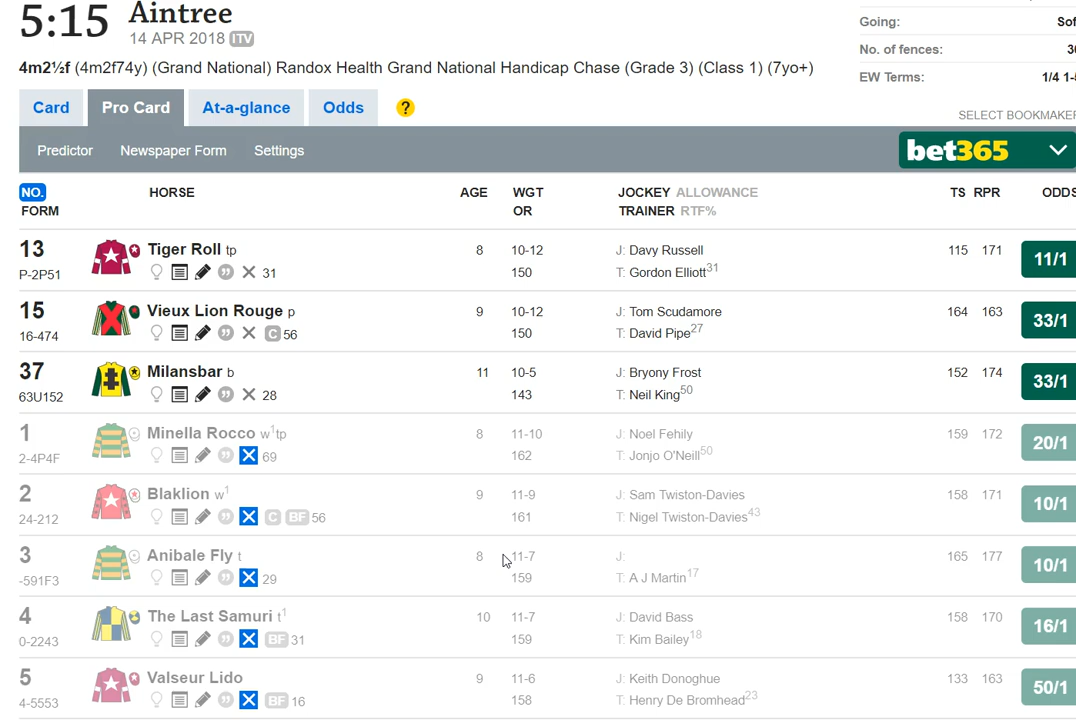 5:15 Aintree
14 APR 2018 ITV
Going: Sof
No. of fences: 30
EW Terms: 1/4 1-5
4m2½f (4m2f74y) (Grand National) Randox Health Grand National Handicap Chase (Grade 3) (Class 1) (7yo+)
Card Pro Card At-a-glance Odds ?
SELECT BOOKMAKER
Predictor Newspaper Form Settings bet365
NO. HORSE AGE WGT JOCKEY ALLOWANCE TS RPR ODDS
FORM OR TRAINER RTF%
13 Tiger Roll tp 8 10-12 J: Davy Russell 115 171 11/1
P-2P51 31 150 T: Gordon Elliott31
15 Vieux Lion Rouge p 9 10-12 J: Tom Scudamore 164 163 33/1
16-474 C 56 150 T: David Pipe27
37 Milansbar b 11 10-5 J: Bryony Frost 152 174 33/1
63U152 28 143 T: Neil King50
1 Minella Rocco w1tp 8 11-10 J: Noel Fehily 159 172 20/1
2-4P4F 69 162 T: Jonjo O'Neill50
2 Blaklion w1 9 11-9 J: Sam Twiston-Davies 158 171 10/1
24-212 C BF 56 161 T: Nigel Twiston-Davies43
3 Anibale Fly t 8 11-7 J: 165 177 10/1
-591F3 29 159 T: A J Martin17
4 The Last Samuri t1 10 11-7 J: David Bass 158 170 16/1
0-2243 BF 31 159 T: Kim Bailey18
5 Valseur Lido 9 11-6 J: Keith Donoghue 133 163 50/1
4-5553 BF 16 158 T: Henry De Bromhead23